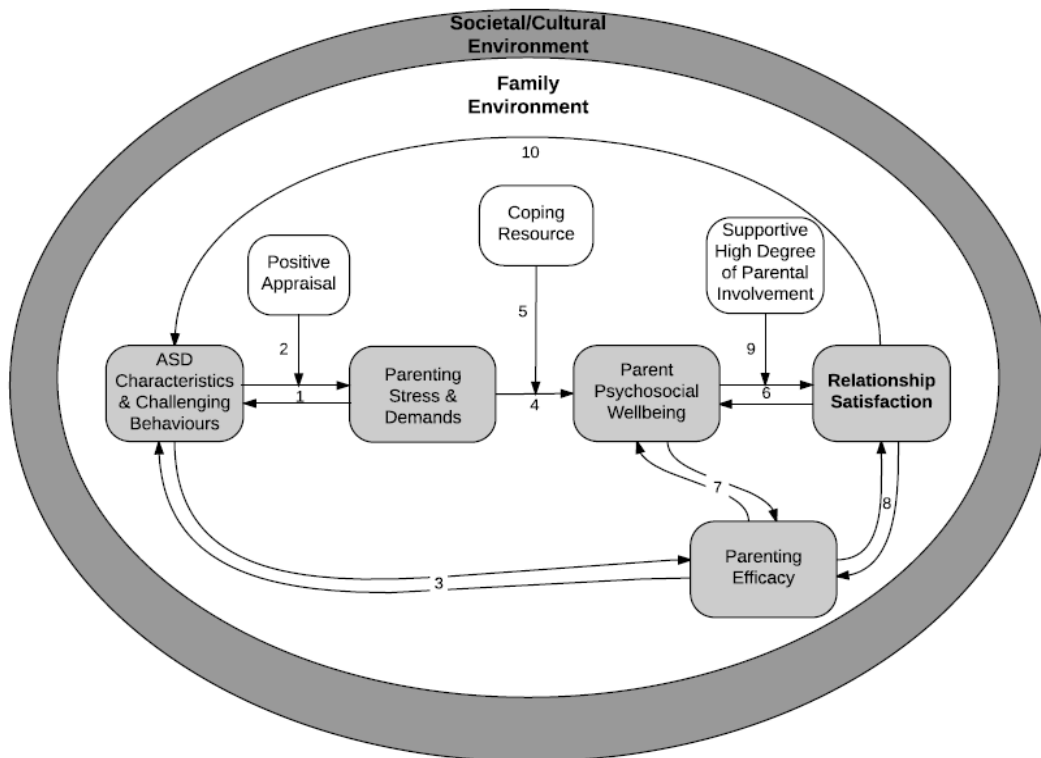 Societal/Cultural
Environment
Family
Environment
10
Coping
Resource
Supportive
High Degree
of Parental
Involvement
Positive
Appraisal
5
2
9
ASD
Characteristics
& Challenging
Behaviours
1
Parenting
Stress &
Demands
4
Parent
Psychosocial
Wellbeing
6
Relationship
Satisfaction
7
8
Parenting
Efficacy
3